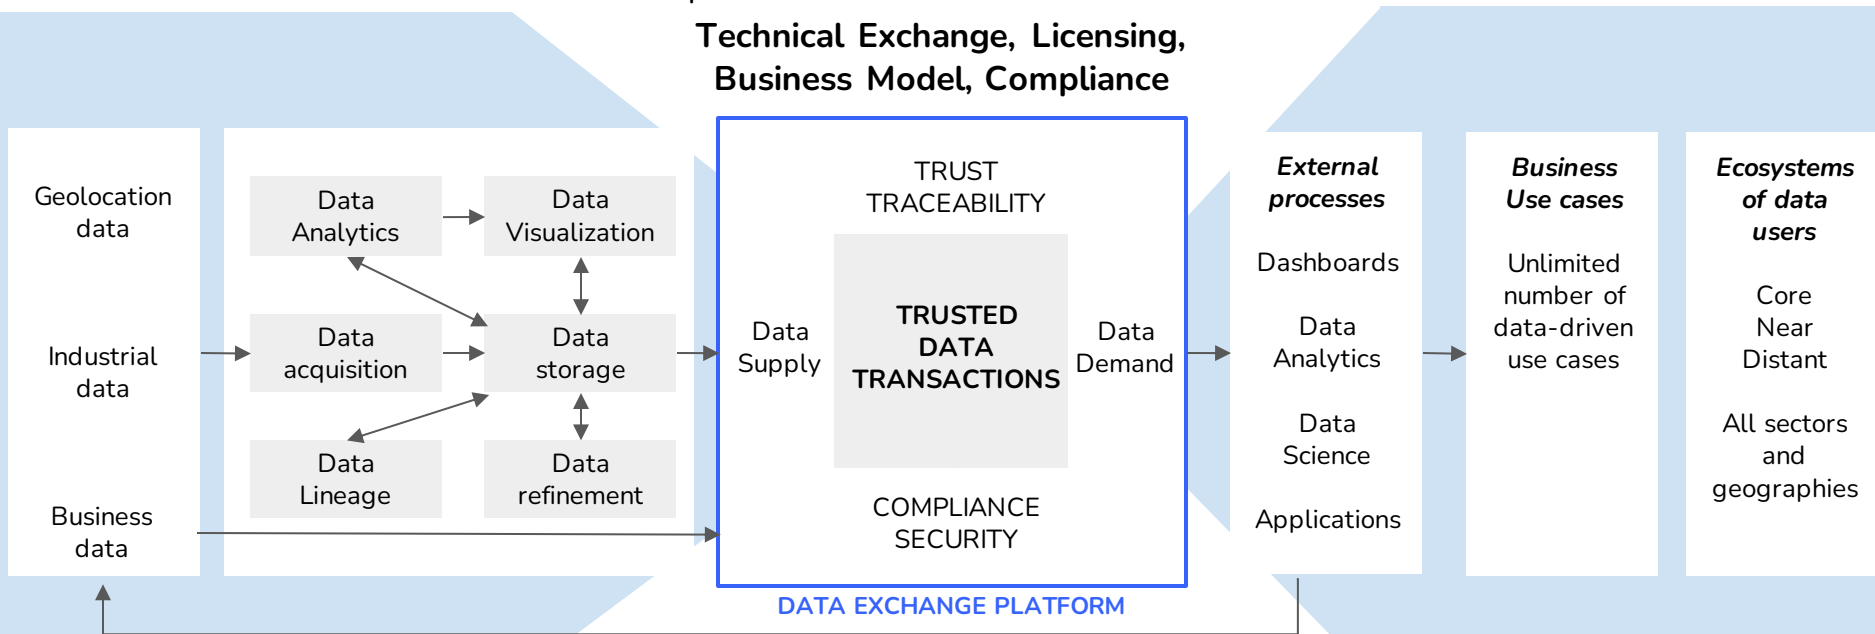 Technical Exchange, Licensing,
Business Model, Compliance
Geolocation
data
Industrial
data
Business
data
Data
Analytics
Data
Visualization
Data
acquisition
Data
storage
Data
Lineage
Data
refinement
TRUST
TRACEABILITY
Data
Supply
TRUSTED
DATA
TRANSACTIONS
Data
Demand
COMPLIANCE
SECURITY
DATA EXCHANGE PLATFORM
External
processes
Dashboards
Data
Analytics
Data
Science
Applications
Business
Use cases
Unlimited
number of
data-driven
use cases
Ecosystems
of data
users
Core
Near
Distant
All sectors
and
geographies